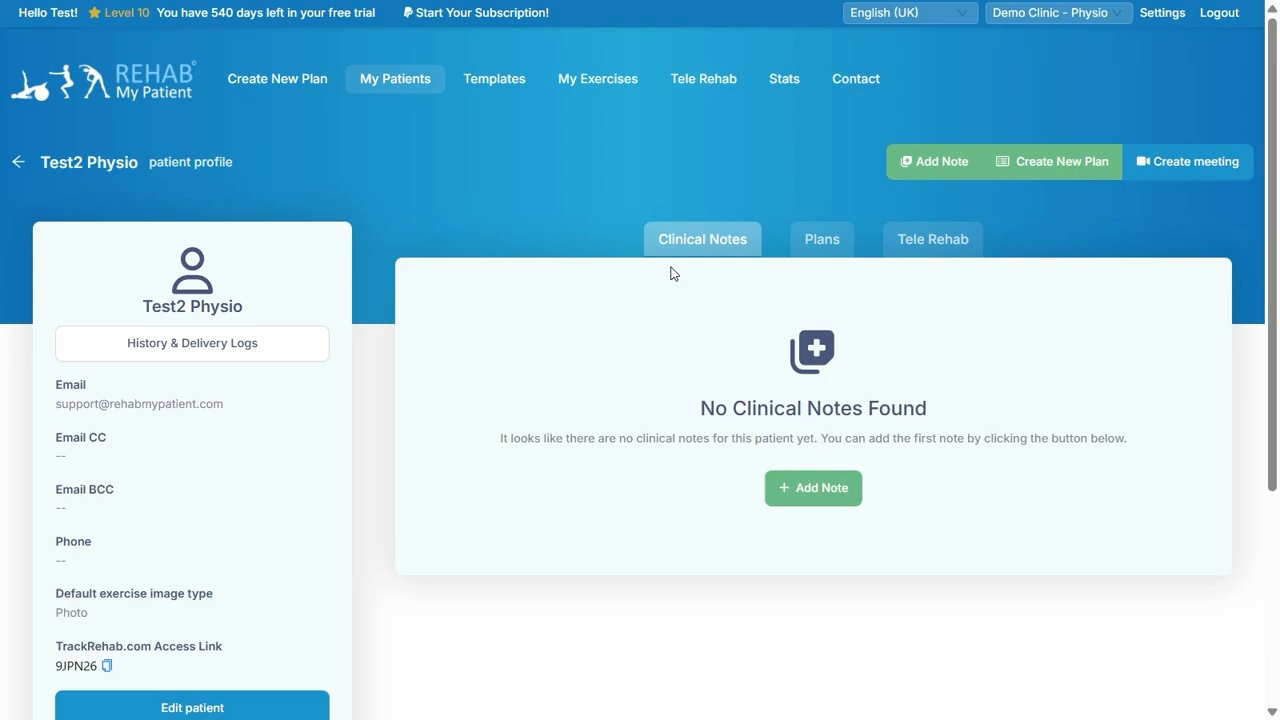 Hello Test! Level 10 You have 540 days left in your free trial Start Your Subscription! English (UK) Demo Clinic - Physio Settings Logout
REHAB
My Patient
Create New Plan My Patients Templates My Exercises Tele Rehab Stats Contact
Test2 Physio patient profile
Add Note Create New Plan Create meeting
Test2 Physio
History & Delivery Logs
Email
support@rehabmypatient.com
Email CC
--
Email BCC
--
Phone
--
Default exercise image type
Photo
TrackRehab.com Access Link
9JPN26
Edit patient
Clinical Notes Plans Tele Rehab
No Clinical Notes Found
It looks like there are no clinical notes for this patient yet. You can add the first note by clicking the button below.
+ Add Note